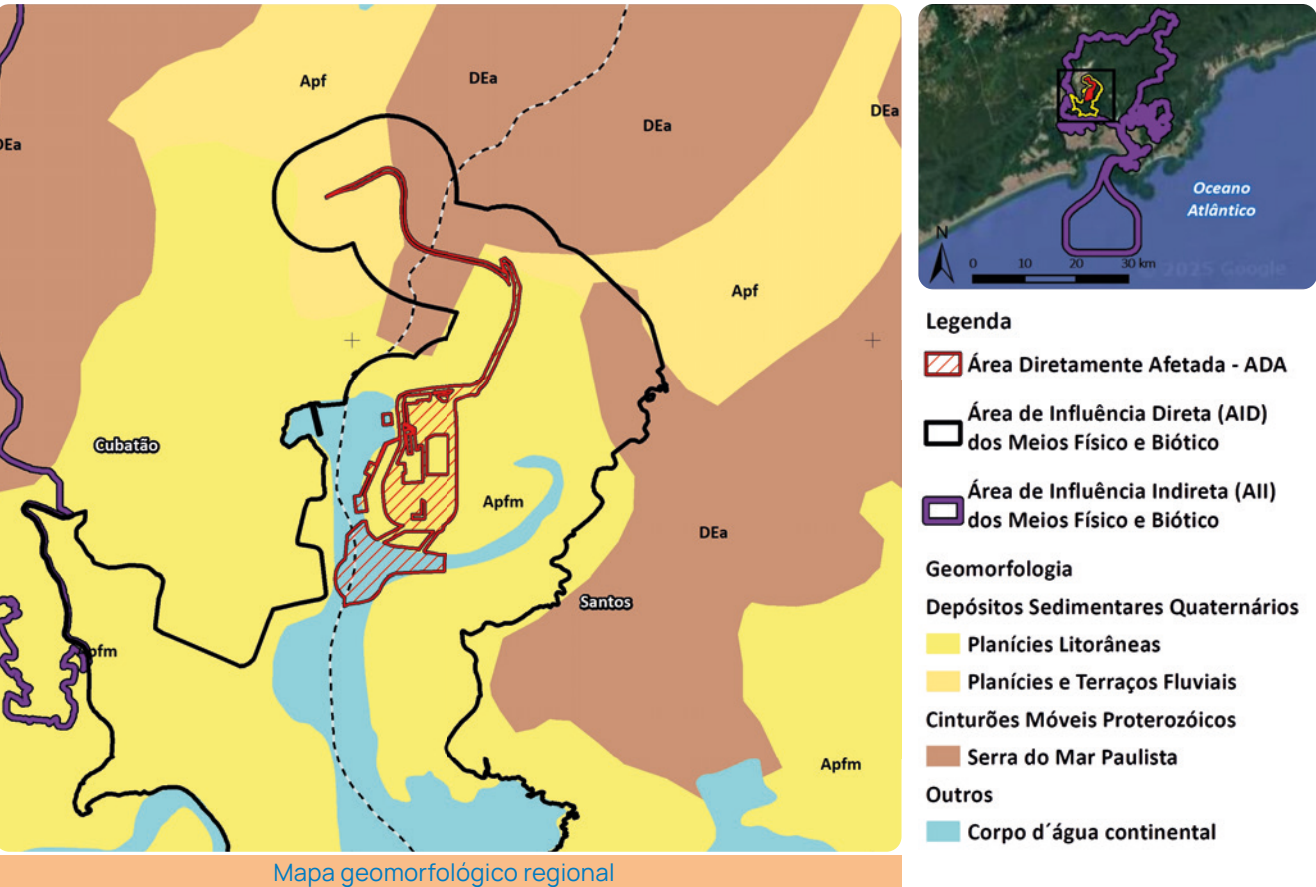 Apf
DEa
DEa
DEa
DEa
Apf
Cubatão
Apfm
DEa
Santos
Apfm
Apfm
Mapa geomorfológico regional
Oceano
Atlântico
N
0 10 20 30 km
2025 Google
Legenda
Área Diretamente Afetada - ADA
Área de Influência Direta (AID)
dos Meios Físico e Biótico
Área de Influência Indireta (AII)
dos Meios Físico e Biótico
Geomorfologia
Depósitos Sedimentares Quaternários
Planícies Litorâneas
Planícies e Terraços Fluviais
Cinturões Móveis Proterozóicos
Serra do Mar Paulista
Outros
Corpo d´água continental